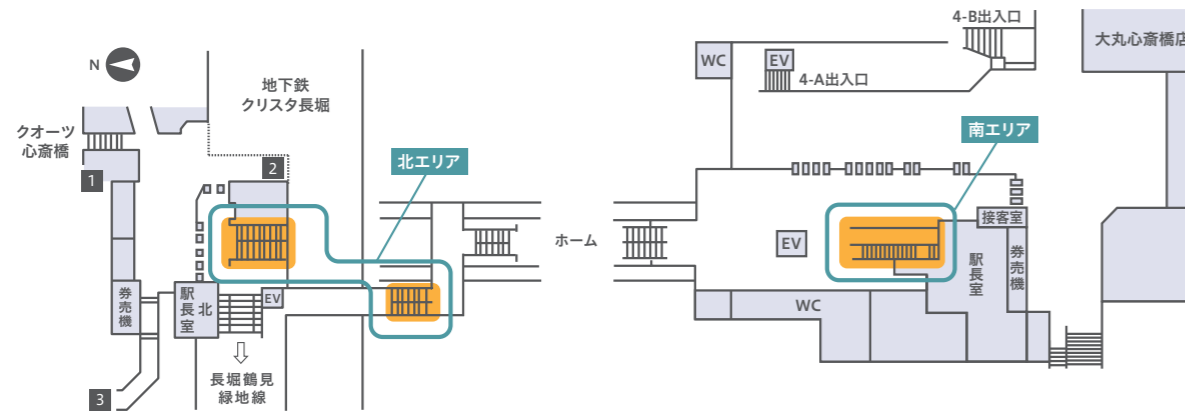 N
地下鉄
クリスタ長堀
クオーツ
心斎橋
1
2
北エリア
券売機
北
駅長室
EV
長堀鶴見
緑地線
3
ホーム
4-B出入口
大丸心斎橋店
WC
EV
4-A出入口
南エリア
EV
接客室
駅長室
券売機
WC